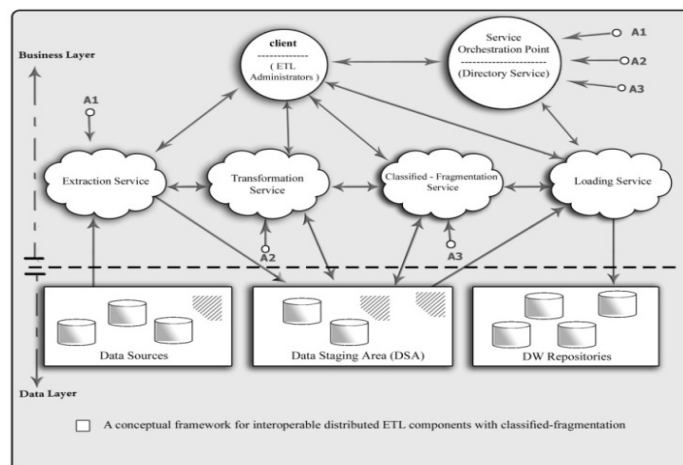 Business Layer
client
( ETL
Administrators )
Service
Orchestration Point
(Directory Service)
A1
A2
A3
A1
Extraction Service
Transformation
Service
Classified - Fragmentation
Service
Loading Service
A2
A3
Data Sources
Data Staging Area (DSA)
DW Repositories
Data Layer
A conceptual framework for interoperable distributed ETL components with classified-fragmentation